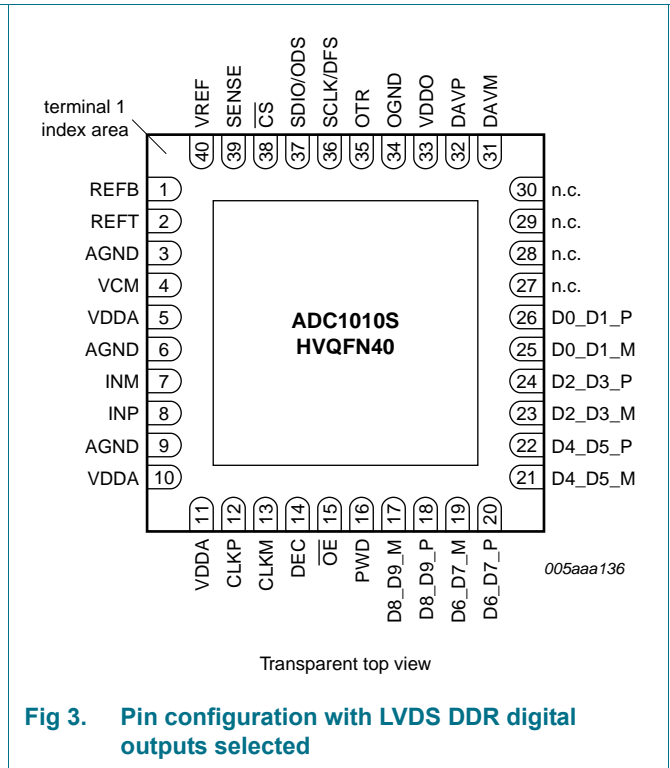 VREF
SENSE
CS
SDIO/ODS
SCLK/DFS
OTR
OGND
VDDO
DAVP
DAVM
terminal 1
index area
40
39
38
37
36
35
34
33
32
31
REFB 1
REFT 2
AGND 3
VCM 4
VDDA 5
AGND 6
INM 7
INP 8
AGND 9
VDDA 10
ADC1010S
HVQFN40
30 n.c.
29 n.c.
28 n.c.
27 n.c.
26 D0_D1_P
25 D0_D1_M
24 D2_D3_P
23 D2_D3_M
22 D4_D5_P
21 D4_D5_M
11
12
13
14
15
16
17
18
19
20
VDDA
CLKP
CLKM
DEC
OE
PWD
D8_D9_M
D8_D9_P
D6_D7_M
D6_D7_P
005aaa136
Transparent top view
Fig 3. Pin configuration with LVDS DDR digital
outputs selected